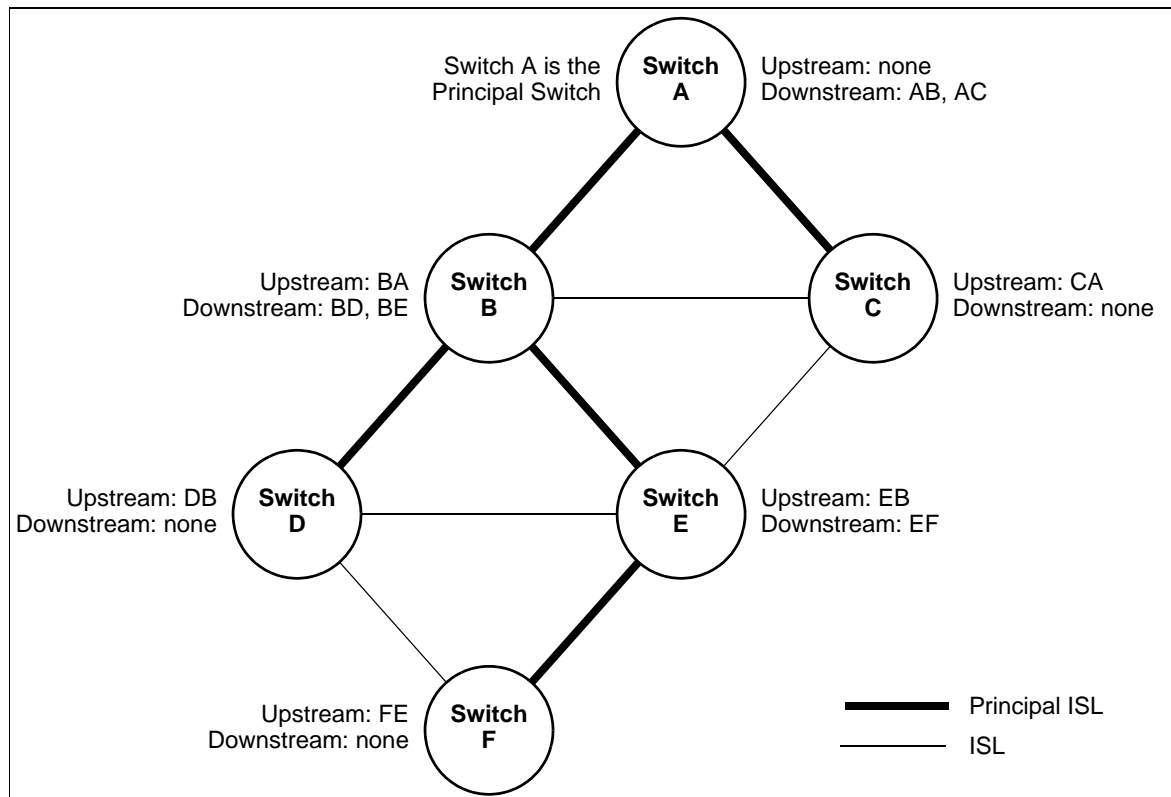 Switch A is the
Principal Switch
Switch
A
Upstream: none
Downstream: AB, AC
Upstream: BA
Downstream: BD, BE
Switch
B
Switch
C
Upstream: CA
Downstream: none
Upstream: DB
Downstream: none
Switch
D
Switch
E
Upstream: EB
Downstream: EF
Upstream: FE
Downstream: none
Switch
F
Principal ISL
ISL